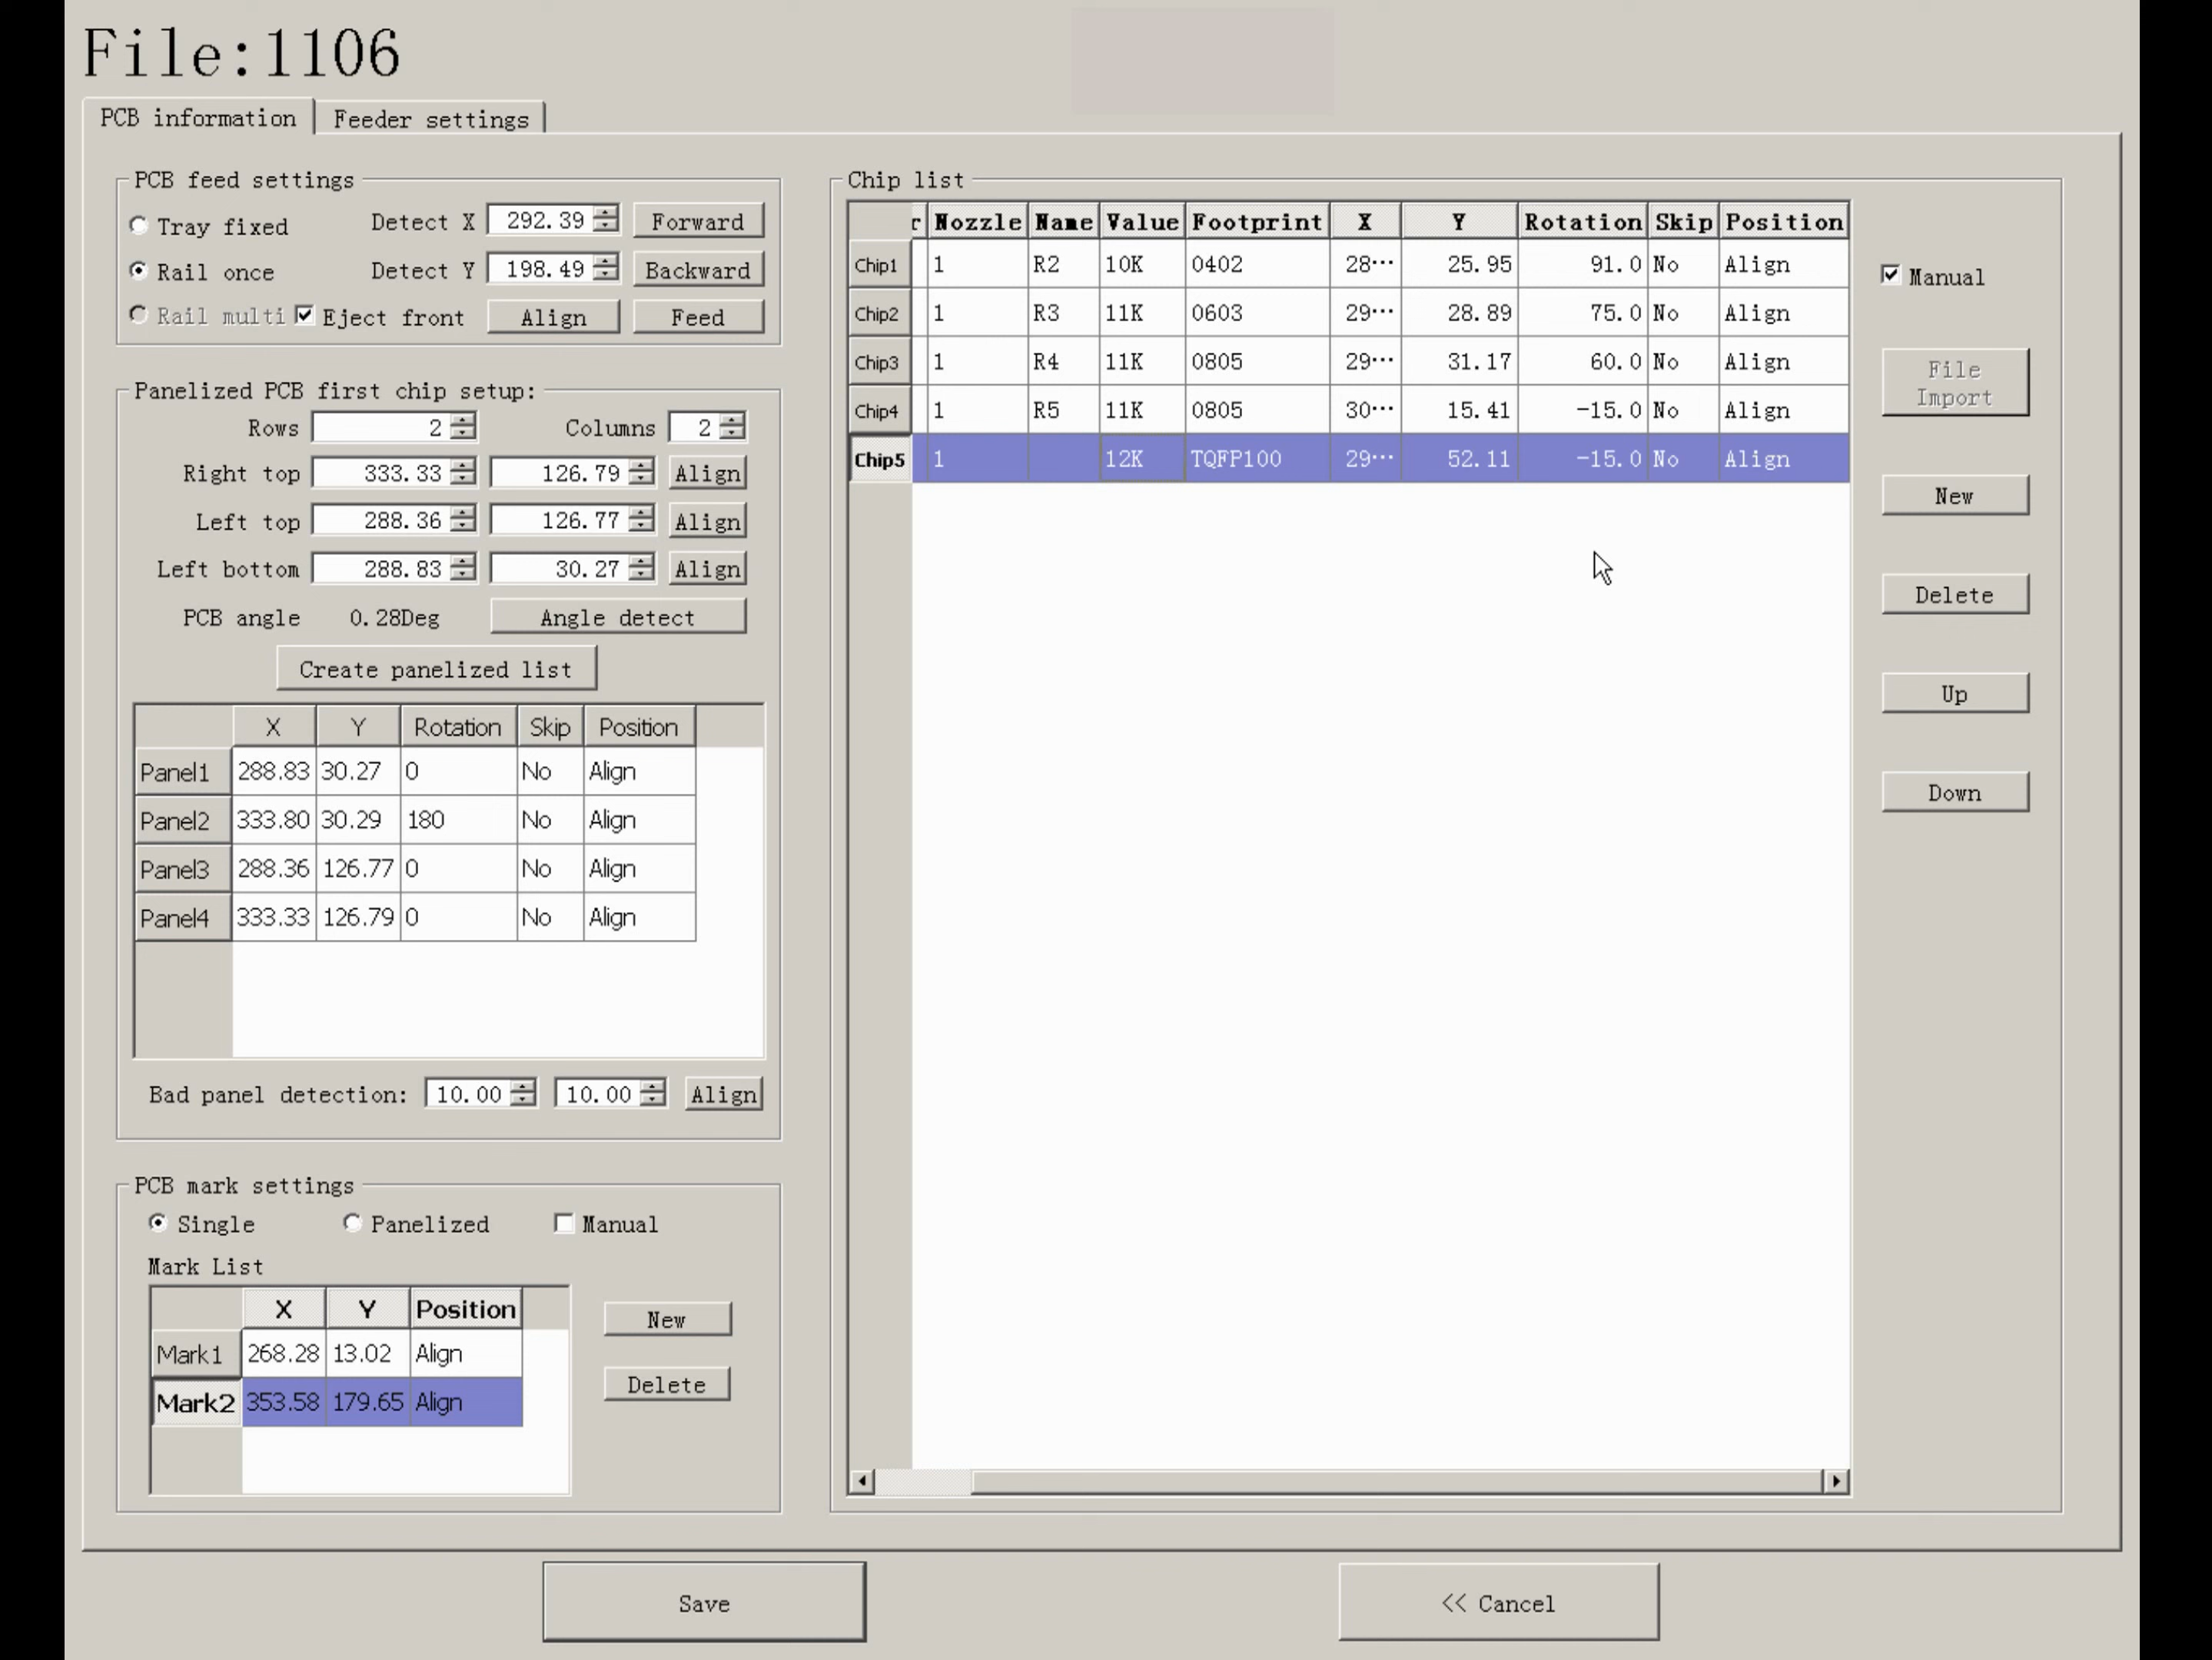 File:1106
PCB information
Feeder settings
PCB feed settings
Tray fixed
Detect X
292.39
Forward
Rail once
Detect Y
198.49
Backward
Rail multi
Eject front
Align
Feed
Panelized PCB first chip setup:
Rows
2
Columns
2
Right top
333.33
126.79
Align
Left top
288.36
126.77
Align
Left bottom
288.83
30.27
Align
PCB angle
0.28Deg
Angle detect
Create panelized list
X Y Rotation Skip Position
Panel1 288.83 30.27 0 No Align
Panel2 333.80 30.29 180 No Align
Panel3 288.36 126.77 0 No Align
Panel4 333.33 126.79 0 No Align
Bad panel detection:
10.00
10.00
Align
PCB mark settings
Single
Panelized
Manual
Mark List
X Y Position
Mark1 268.28 13.02 Align
Mark2 353.58 179.65 Align
New
Delete
Chip list
r Nozzle Name Value Footprint X Y Rotation Skip Position
Chip1 1 R2 10K 0402 28··· 25.95 91.0 No Align
Chip2 1 R3 11K 0603 29··· 28.89 75.0 No Align
Chip3 1 R4 11K 0805 29··· 31.17 60.0 No Align
Chip4 1 R5 11K 0805 30··· 15.41 -15.0 No Align
Chip5 1 12K TQFP100 29··· 52.11 -15.0 No Align
Manual
File
Import
New
Delete
Up
Down
Save
<< Cancel